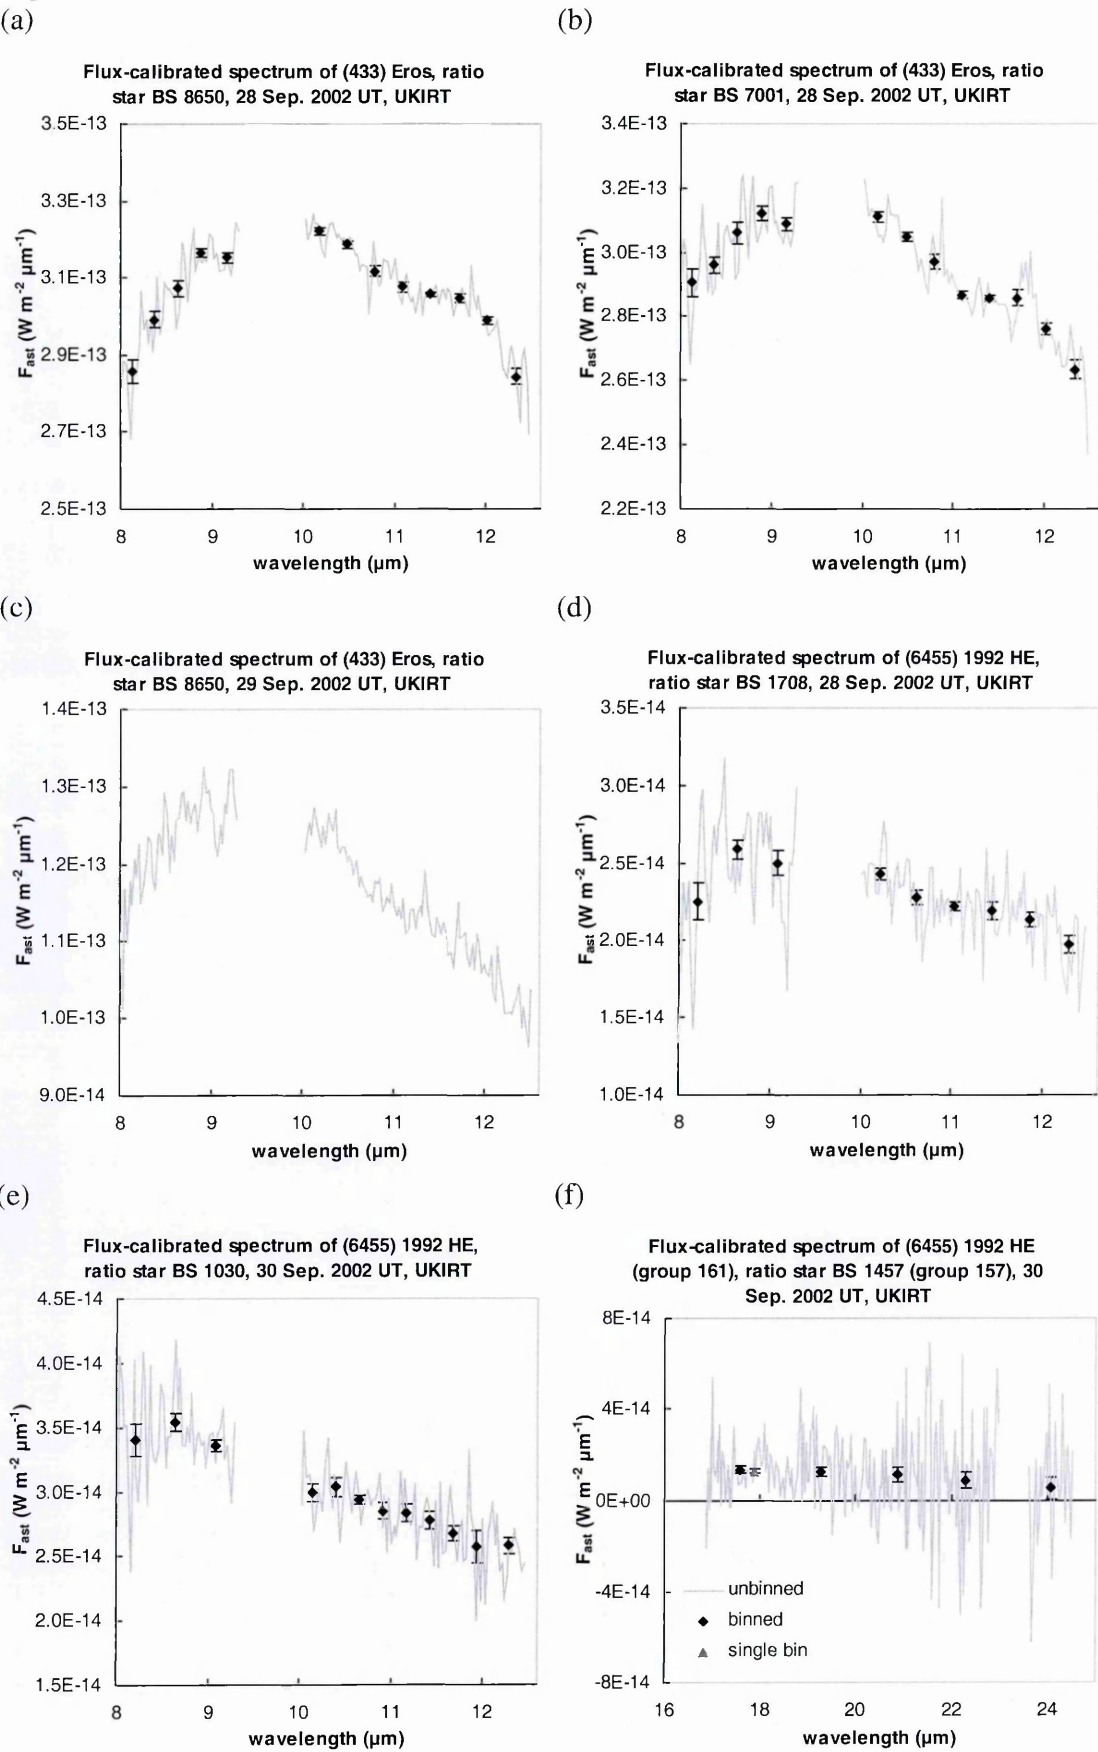 (a)
Flux-calibrated spectrum of (433) Eros, ratio
star BS 8650, 28 Sep. 2002 UT, UKIRT
3.5E-13
3.3E-13
3.1E-13
2.9E-13
2.7E-13
2.5E-13
F_ast (W m⁻² µm⁻¹)
8 9 10 11 12
wavelength (µm)
(b)
Flux-calibrated spectrum of (433) Eros, ratio
star BS 7001, 28 Sep. 2002 UT, UKIRT
3.4E-13
3.2E-13
3.0E-13
2.8E-13
2.6E-13
2.4E-13
2.2E-13
F_ast (W m⁻² µm⁻¹)
8 9 10 11 12
wavelength (µm)
(c)
Flux-calibrated spectrum of (433) Eros, ratio
star BS 8650, 29 Sep. 2002 UT, UKIRT
1.4E-13
1.3E-13
1.2E-13
1.1E-13
1.0E-13
9.0E-14
F_ast (W m⁻² µm⁻¹)
8 9 10 11 12
wavelength (µm)
(d)
Flux-calibrated spectrum of (6455) 1992 HE,
ratio star BS 1708, 28 Sep. 2002 UT, UKIRT
3.5E-14
3.0E-14
2.5E-14
2.0E-14
1.5E-14
1.0E-14
F_ast (W m⁻² µm⁻¹)
8 9 10 11 12
wavelength (µm)
(e)
Flux-calibrated spectrum of (6455) 1992 HE,
ratio star BS 1030, 30 Sep. 2002 UT, UKIRT
4.5E-14
4.0E-14
3.5E-14
3.0E-14
2.5E-14
2.0E-14
1.5E-14
F_ast (W m⁻² µm⁻¹)
8 9 10 11 12
wavelength (µm)
(f)
Flux-calibrated spectrum of (6455) 1992 HE
(group 161), ratio star BS 1457 (group 157), 30
Sep. 2002 UT, UKIRT
8E-14
4E-14
0E+00
-4E-14
-8E-14
F_ast (W m⁻² µm⁻¹)
unbinned
binned
single bin
16 18 20 22 24
wavelength (µm)